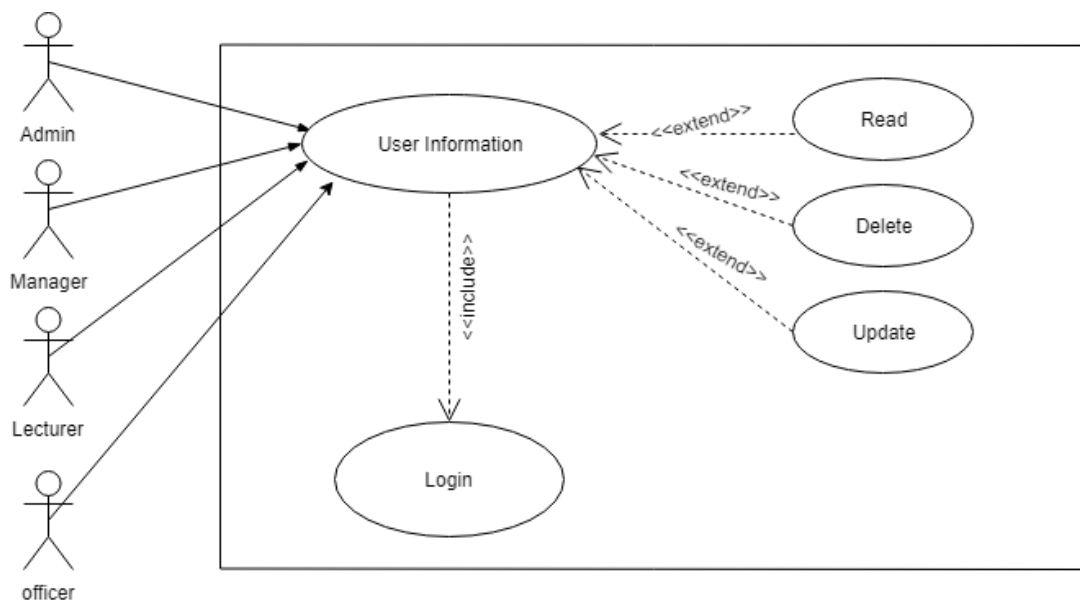 Admin
Manager
Lecturer
officer
User Information
<<include>>
Login
<<extend>>
Read
<<extend>>
Delete
<<extend>>
Update